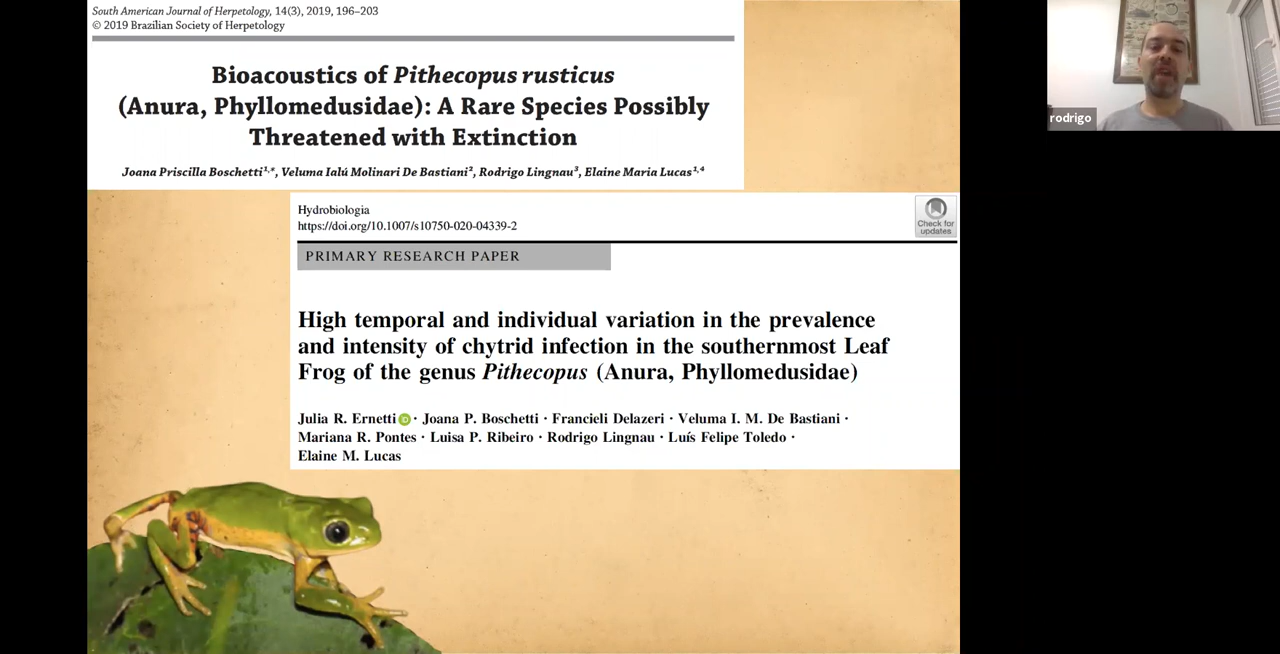 South American Journal of Herpetology, 14(3), 2019, 196–203
© 2019 Brazilian Society of Herpetology
Bioacoustics of Pithecopus rusticus
(Anura, Phyllomedusidae): A Rare Species Possibly
Threatened with Extinction
Joana Priscilla Boschetti¹,*, Veluma Ialú Molinari De Bastiani², Rodrigo Lingnau³, Elaine Maria Lucas¹,⁴
rodrigo
Hydrobiologia
https://doi.org/10.1007/s10750-020-04339-2
Check for
updates
PRIMARY RESEARCH PAPER
High temporal and individual variation in the prevalence
and intensity of chytrid infection in the southernmost Leaf
Frog of the genus Pithecopus (Anura, Phyllomedusidae)
Julia R. Ernetti · Joana P. Boschetti · Francieli Delazeri · Veluma I. M. De Bastiani ·
Mariana R. Pontes · Luisa P. Ribeiro · Rodrigo Lingnau · Luís Felipe Toledo ·
Elaine M. Lucas